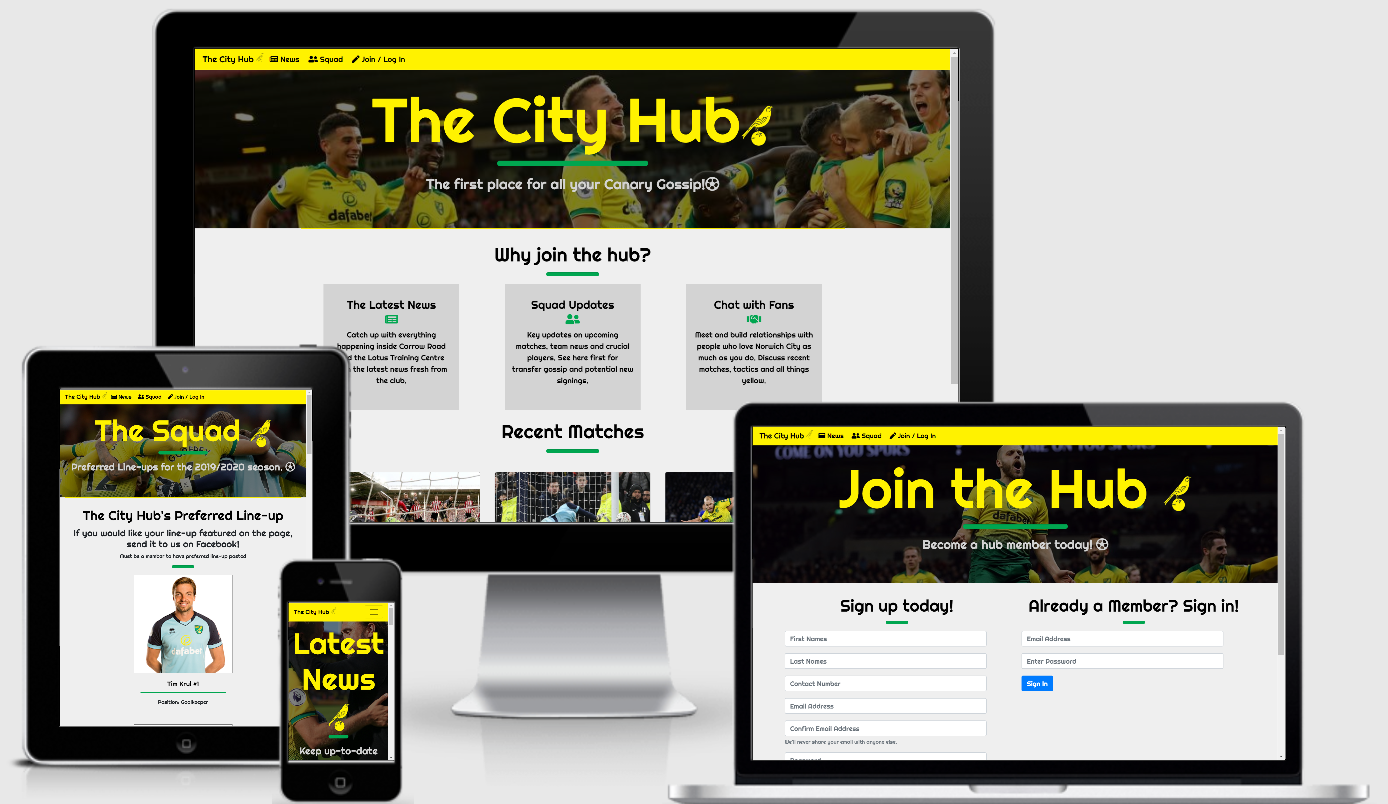 The City Hub News Squad Join / Log In
The City Hub
The first place for all your Canary Gossip!
dafabet
Why join the hub?
The Latest News
Catch up with everything
happening inside Carrow Road
the Lotus Training Centre
the latest news fresh from
the club.
Squad Updates
Key updates on upcoming
matches, team news and crucial
players. See here first for
transfer gossip and potential new
signings.
Chat with Fans
Meet and build relationships with
people who love Norwich City as
much as you do. Discuss recent
matches, tactics and all things
yellow.
Recent Matches
The City Hub News Squad Join / Log In
The Squad
Preferred Line-ups for the 2019/2020 season.
The City Hub's Preferred Line-up
If you would like your line-up featured on the page,
send it to us on Facebook!
Must be a member to have preferred line-up posted
dafabet
Tim Krul #1
Position: Goalkeeper
The City Hub
Latest
News
Keep up-to-date
The City Hub News Squad Join / Log In
COME ON YOU SPURS
Join the Hub
dafabet
Become a hub member today!
Sign up today!
First Names
Last Names
Contact Number
Email Address
Confirm Email Address
We'll never share your email with anyone else.
Password
Already a Member? Sign in!
Email Address
Enter Password
Sign In